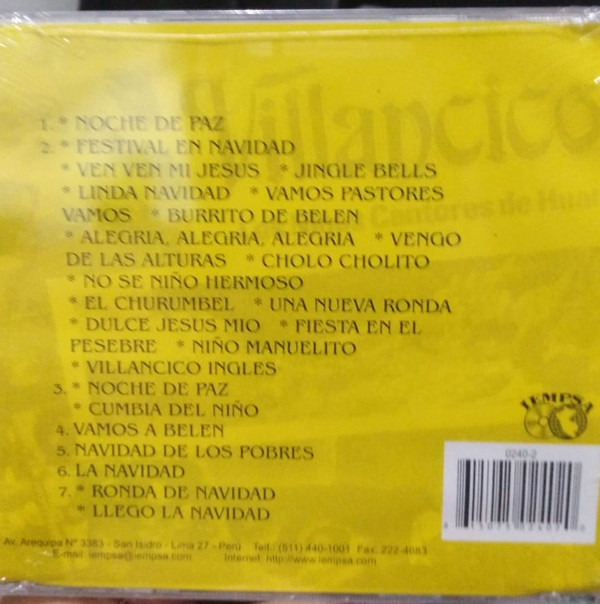 Villancico
Cantores de Huar
1. * NOCHE DE PAZ
2. * FESTIVAL EN NAVIDAD
* VEN VEN MI JESUS * JINGLE BELLS
* LINDA NAVIDAD * VAMOS PASTORES
VAMOS * BURRITO DE BELEN
* ALEGRIA, ALEGRIA, ALEGRIA * VENGO
DE LAS ALTURAS * CHOLO CHOLITO
* NO SE NIÑO HERMOSO
* EL CHURUMBEL * UNA NUEVA RONDA
* DULCE JESUS MIO * FIESTA EN EL
PESEBRE * NIÑO MANUELITO
* VILLANCICO INGLES
3. * NOCHE DE PAZ
* CUMBIA DEL NIÑO
4. VAMOS A BELEN
5. NAVIDAD DE LOS POBRES
6. LA NAVIDAD
7. * RONDA DE NAVIDAD
* LLEGO LA NAVIDAD
IEMPSA
0240-2
Av. Arequipa Nº 3383 - San Isidro - Lima 27 - Perú Telf.: (511) 440-1001 Fax: 222-4083
E-mail: iempsa@iempsa.com Internet: http://www.iempsa.com